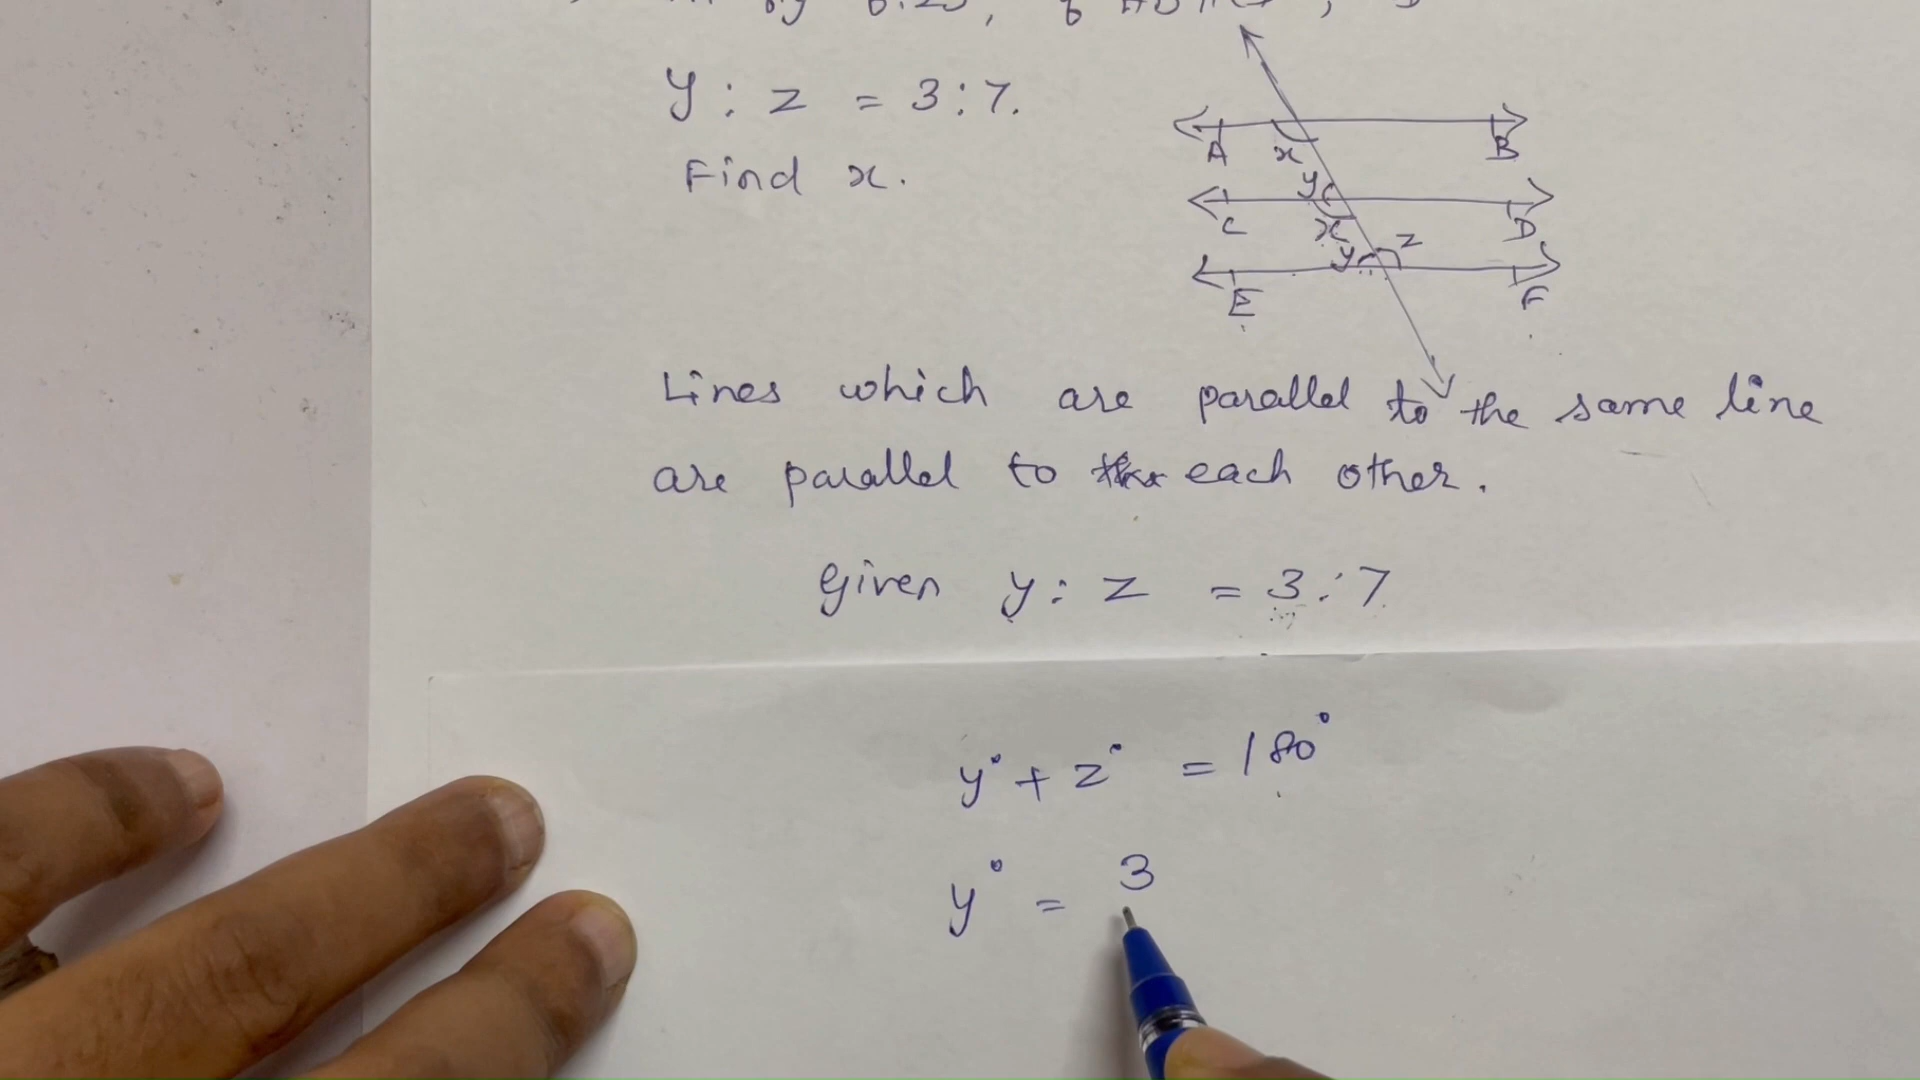 y : z = 3 : 7.
Find x.
A x B
y
C x D
y z
E F
Lines which are parallel to the same line
are parallel to each other.
Given y : z = 3 : 7
y° + z° = 180°
y° = 3